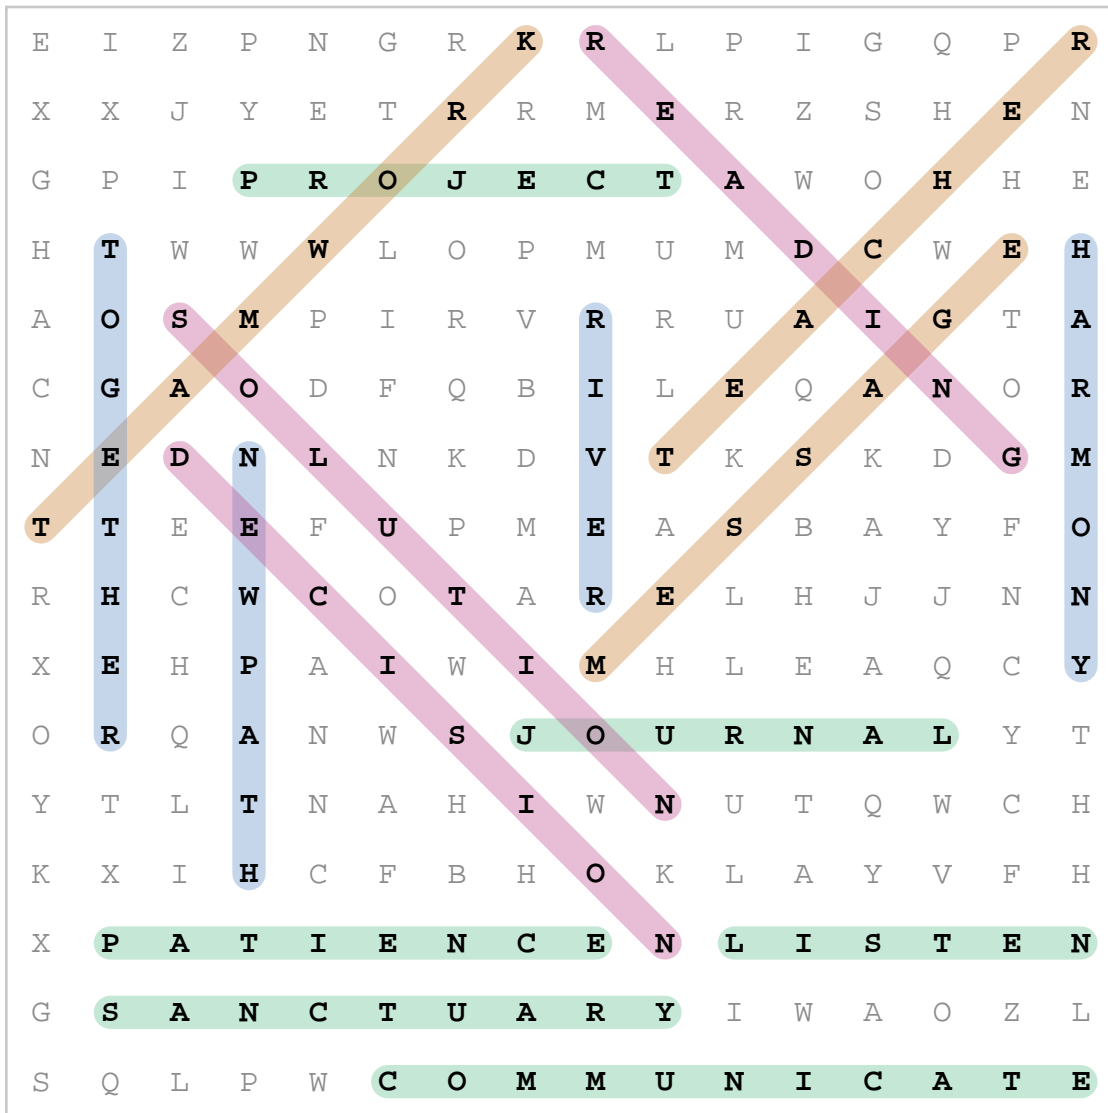 E I Z P N G R K R L P I G Q P R
X X J Y E T R R M E R Z S H E N
G P I P R O J E C T A W O H H E
H T W W W L O P M U M D C W E H
A O S M P I R V R R U A I G T A
C G A O D F Q B I L E Q A N O R
N E D N L N K D V T K S K D G M
T T E E F U P M E A S B A Y F O
R H C W C O T A R E L H J J N N
X E H P A I W I M H L E A Q C Y
O R Q A N W S J O U R N A L Y T
Y T L T N A H I W N U T Q W C H
K X I H C F B H O K L A Y V F H
X P A T I E N C E N L I S T E N
G S A N C T U A R Y I W A O Z L
S Q L P W C O M M U N I C A T E